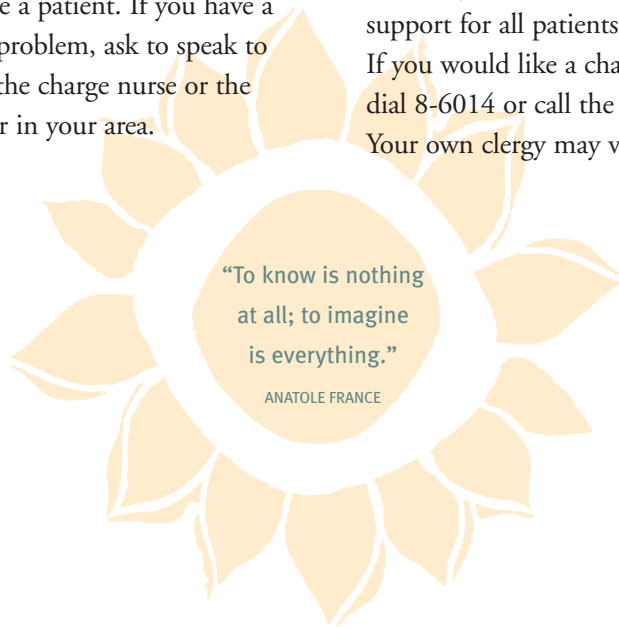 e a patient. If you have a
problem, ask to speak to
the charge nurse or the
r in your area.
support for all patients
If you would like a cha
dial 8-6014 or call the
Your own clergy may v
“To know is nothing
at all; to imagine
is everything.”
ANATOLE FRANCE